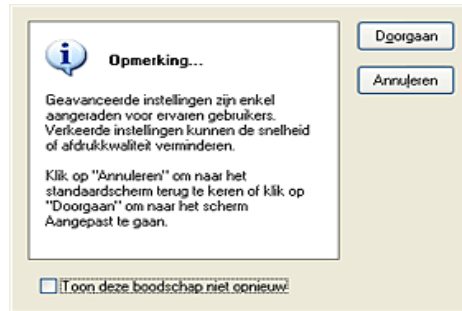 Opmerking...
Geavanceerde instellingen zijn enkel
aangeraden voor ervaren gebruikers.
Verkeerde instellingen kunnen de snelheid
of afdrukkwaliteit verminderen.
Klik op "Annuleren" om naar het
standaardscherm terug te keren of klik op
"Doorgaan" om naar het scherm
Aangepast te gaan.
Toon deze boodschap niet opnieuw
Doorgaan
Annuleren